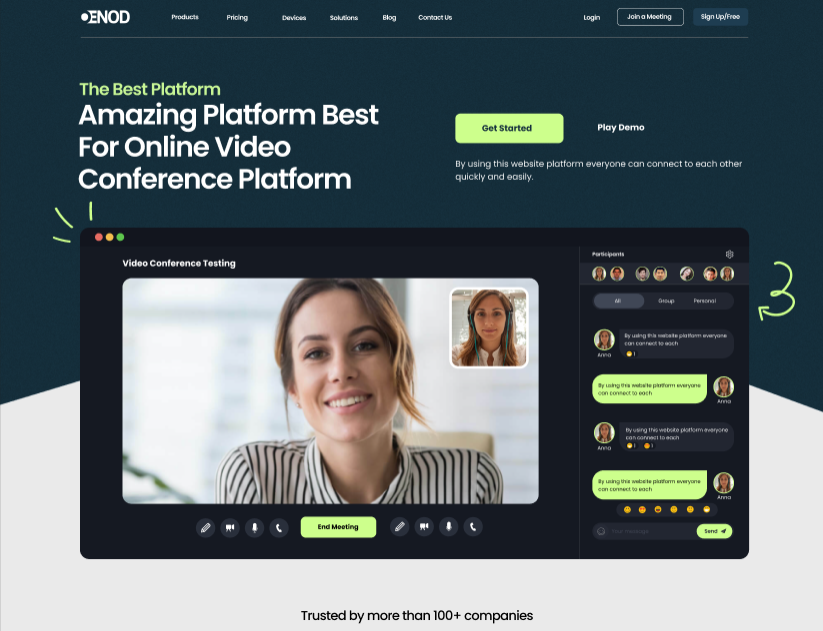 ENOD
Products
Pricing
Devices
Solutions
Blog
Contact Us
Login
Join a Meeting
Sign Up/Free
The Best Platform
Amazing Platform Best
For Online Video
Conference Platform
Get Started
Play Demo
By using this website platform everyone can connect to each other
quickly and easily.
Video Conference Testing
End Meeting
Participants
All
Group
Personal
By using this website platform everyone
can connect to each
1
Anna
By using this website platform everyone
can connect to each
Anna
By using this website platform everyone
can connect to each
1
1
Anna
By using this website platform everyone
can connect to each
Anna
Your message
Send
Trusted by more than 100+ companies